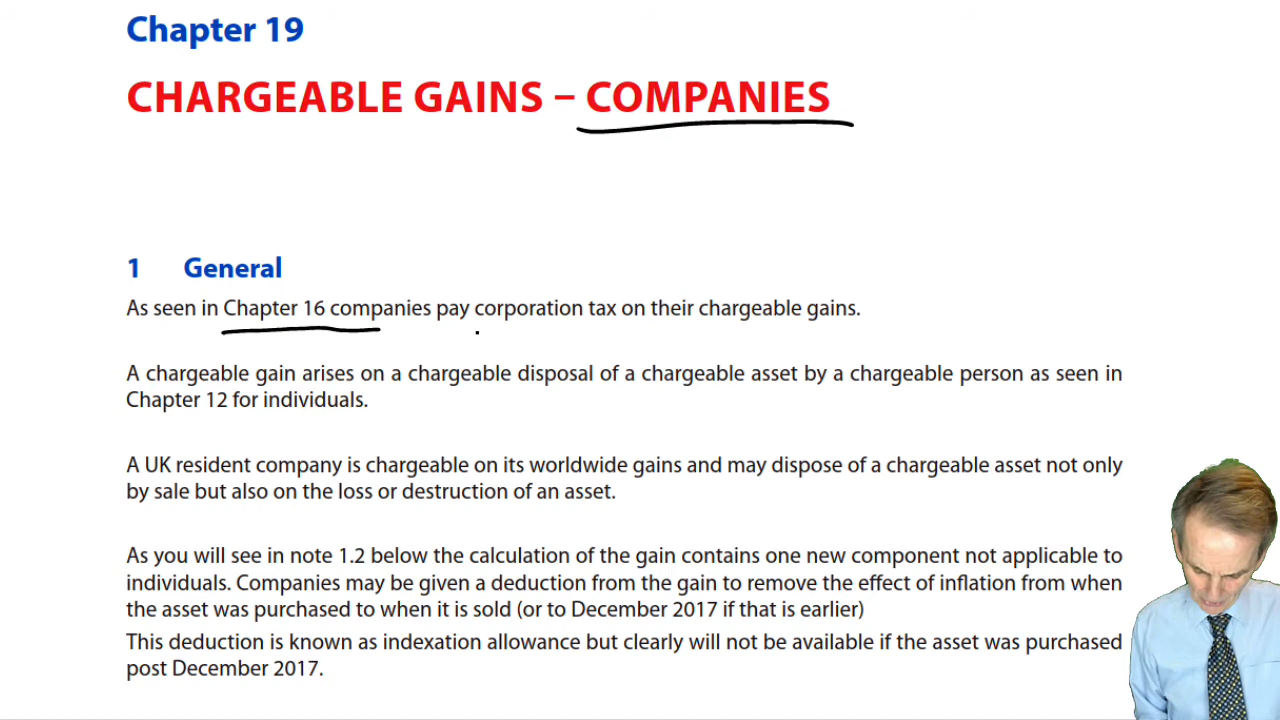 Chapter 19
CHARGEABLE GAINS – COMPANIES
1 General
As seen in Chapter 16 companies pay corporation tax on their chargeable gains.
A chargeable gain arises on a chargeable disposal of a chargeable asset by a chargeable person as seen in
Chapter 12 for individuals.
A UK resident company is chargeable on its worldwide gains and may dispose of a chargeable asset not only
by sale but also on the loss or destruction of an asset.
As you will see in note 1.2 below the calculation of the gain contains one new component not applicable to
individuals. Companies may be given a deduction from the gain to remove the effect of inflation from when
the asset was purchased to when it is sold (or to December 2017 if that is earlier)
This deduction is known as indexation allowance but clearly will not be available if the asset was purchased
post December 2017.